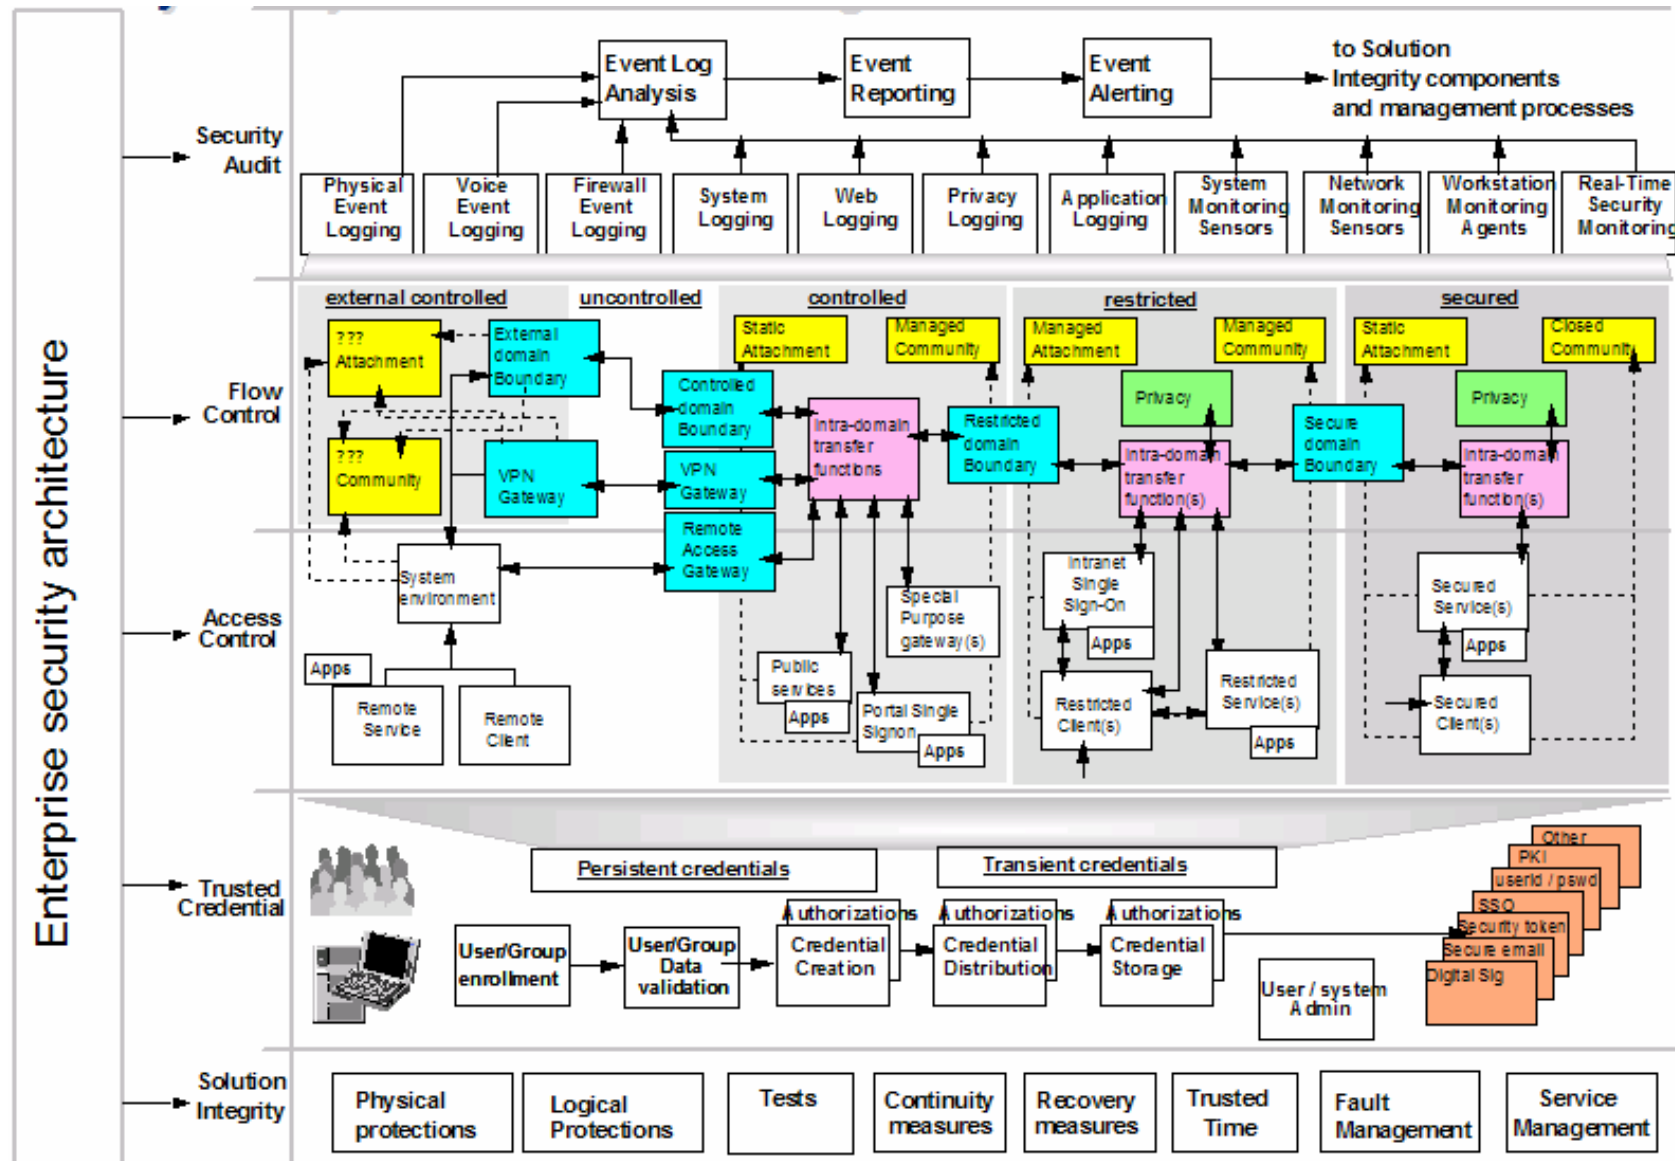 Enterprise security architecture
Security
Audit
Event Log
Analysis
Event
Reporting
Event
Alerting
to Solution
Integrity components
and management processes
Physical
Event
Logging
Voice
Event
Logging
Firewall
Event
Logging
System
Logging
Web
Logging
Privacy
Logging
Application
Logging
System
Monitoring
Sensors
Network
Monitoring
Sensors
Workstation
Monitoring
Agents
Real-Time
Security
Monitoring
Flow
Control
external controlled
uncontrolled
controlled
restricted
secured
???
Attachment
External
domain
Boundary
Static
Attachment
Managed
Community
Managed
Attachment
Managed
Community
Static
Attachment
Closed
Community
Controlled
domain
Boundary
Intra-domain
transfer
functions
Restricted
domain
Boundary
Privacy
Intra-domain
transfer
function(s)
Secure
domain
Boundary
Privacy
Intra-domain
transfer
function(s)
???
Community
VPN
Gateway
VPN
Gateway
Remote
Access
Gateway
Access
Control
System
environment
Apps
Remote
Service
Remote
Client
Public
services
Apps
Portal Single
Signon
Apps
Special
Purpose
gateway(s)
Intranet
Single
Sign-On
Apps
Restricted
Client(s)
Restricted
Service(s)
Apps
Secured
Service(s)
Apps
Secured
Client(s)
Trusted
Credential
Persistent credentials
Transient credentials
User/Group
enrollment
User/Group
Data
validation
Authorizations
Credential
Creation
Authorizations
Credential
Distribution
Authorizations
Credential
Storage
User / system
Admin
Other
PKI
userid / pswd
SSO
Security token
Secure email
Digital Sig
Solution
Integrity
Physical
protections
Logical
Protections
Tests
Continuity
measures
Recovery
measures
Trusted
Time
Fault
Management
Service
Management